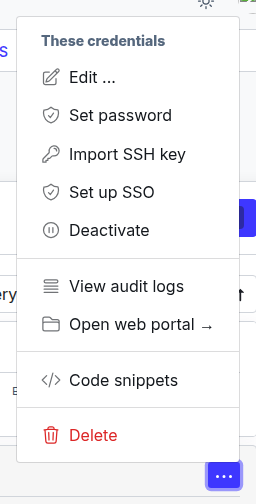 These credentials
Edit ...
Set password
Import SSH key
Set up SSO
Deactivate
View audit logs
Open web portal →
Code snippets
Delete